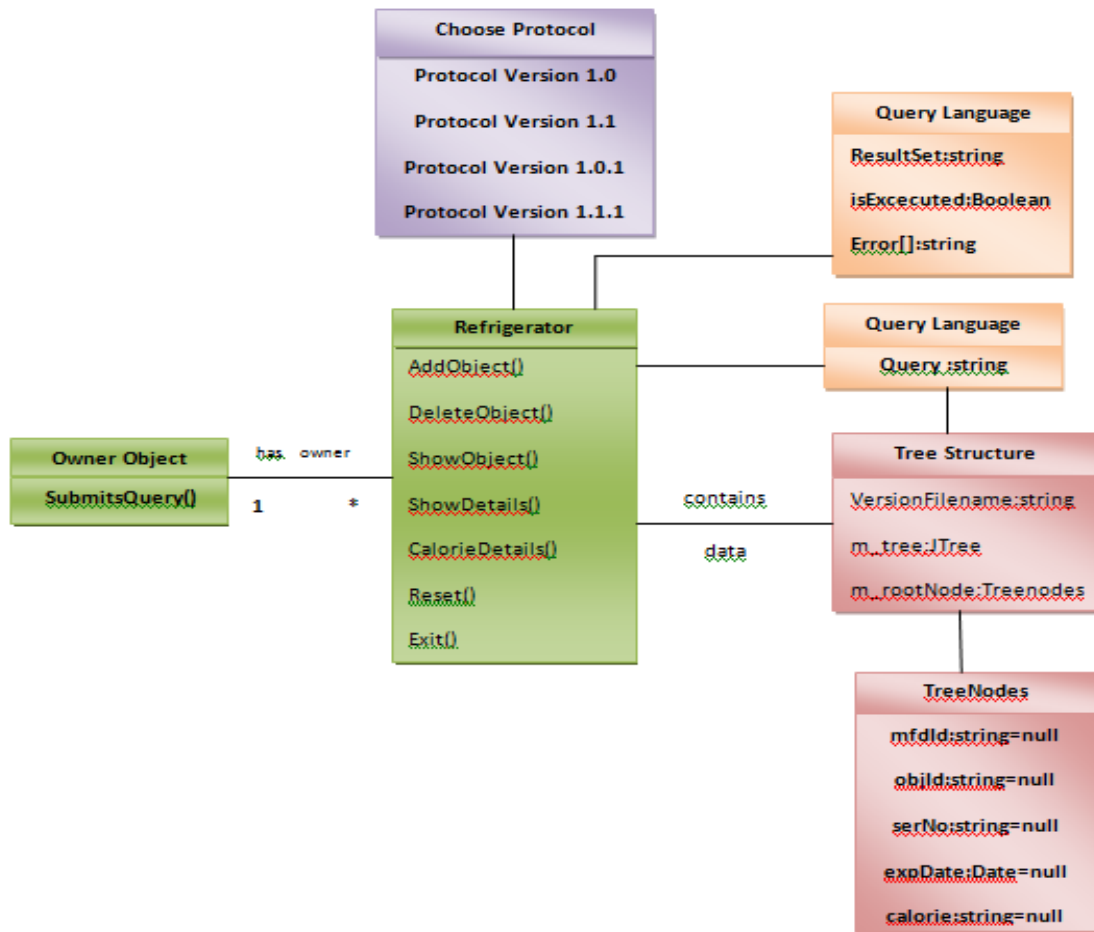 Choose Protocol
Protocol Version 1.0
Protocol Version 1.1
Protocol Version 1.0.1
Protocol Version 1.1.1
Query Language
ResultSet:string
isExcecuted:Boolean
Error[]:string
Refrigerator
AddObject()
DeleteObject()
ShowObject()
ShowDetails()
CalorieDetails()
Reset()
Exit()
Query Language
Query :string
Owner Object
SubmitsQuery()
has owner
1 *
contains
data
Tree Structure
VersionFilename:string
m_tree:JTree
m_rootNode:Treenodes
TreeNodes
mfdId:string=null
objId:string=null
serNo:string=null
expDate:Date=null
calorie:string=null